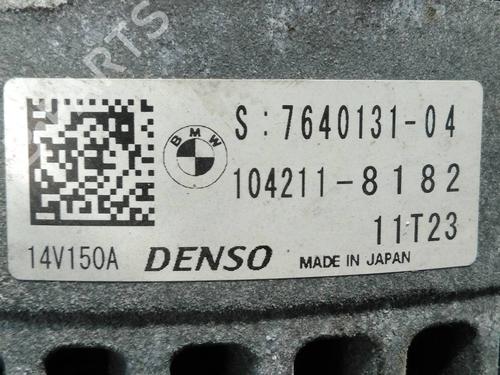 S : 7640131-04
BMW
104211-8182
11T23
14V150A DENSO MADE IN JAPAN